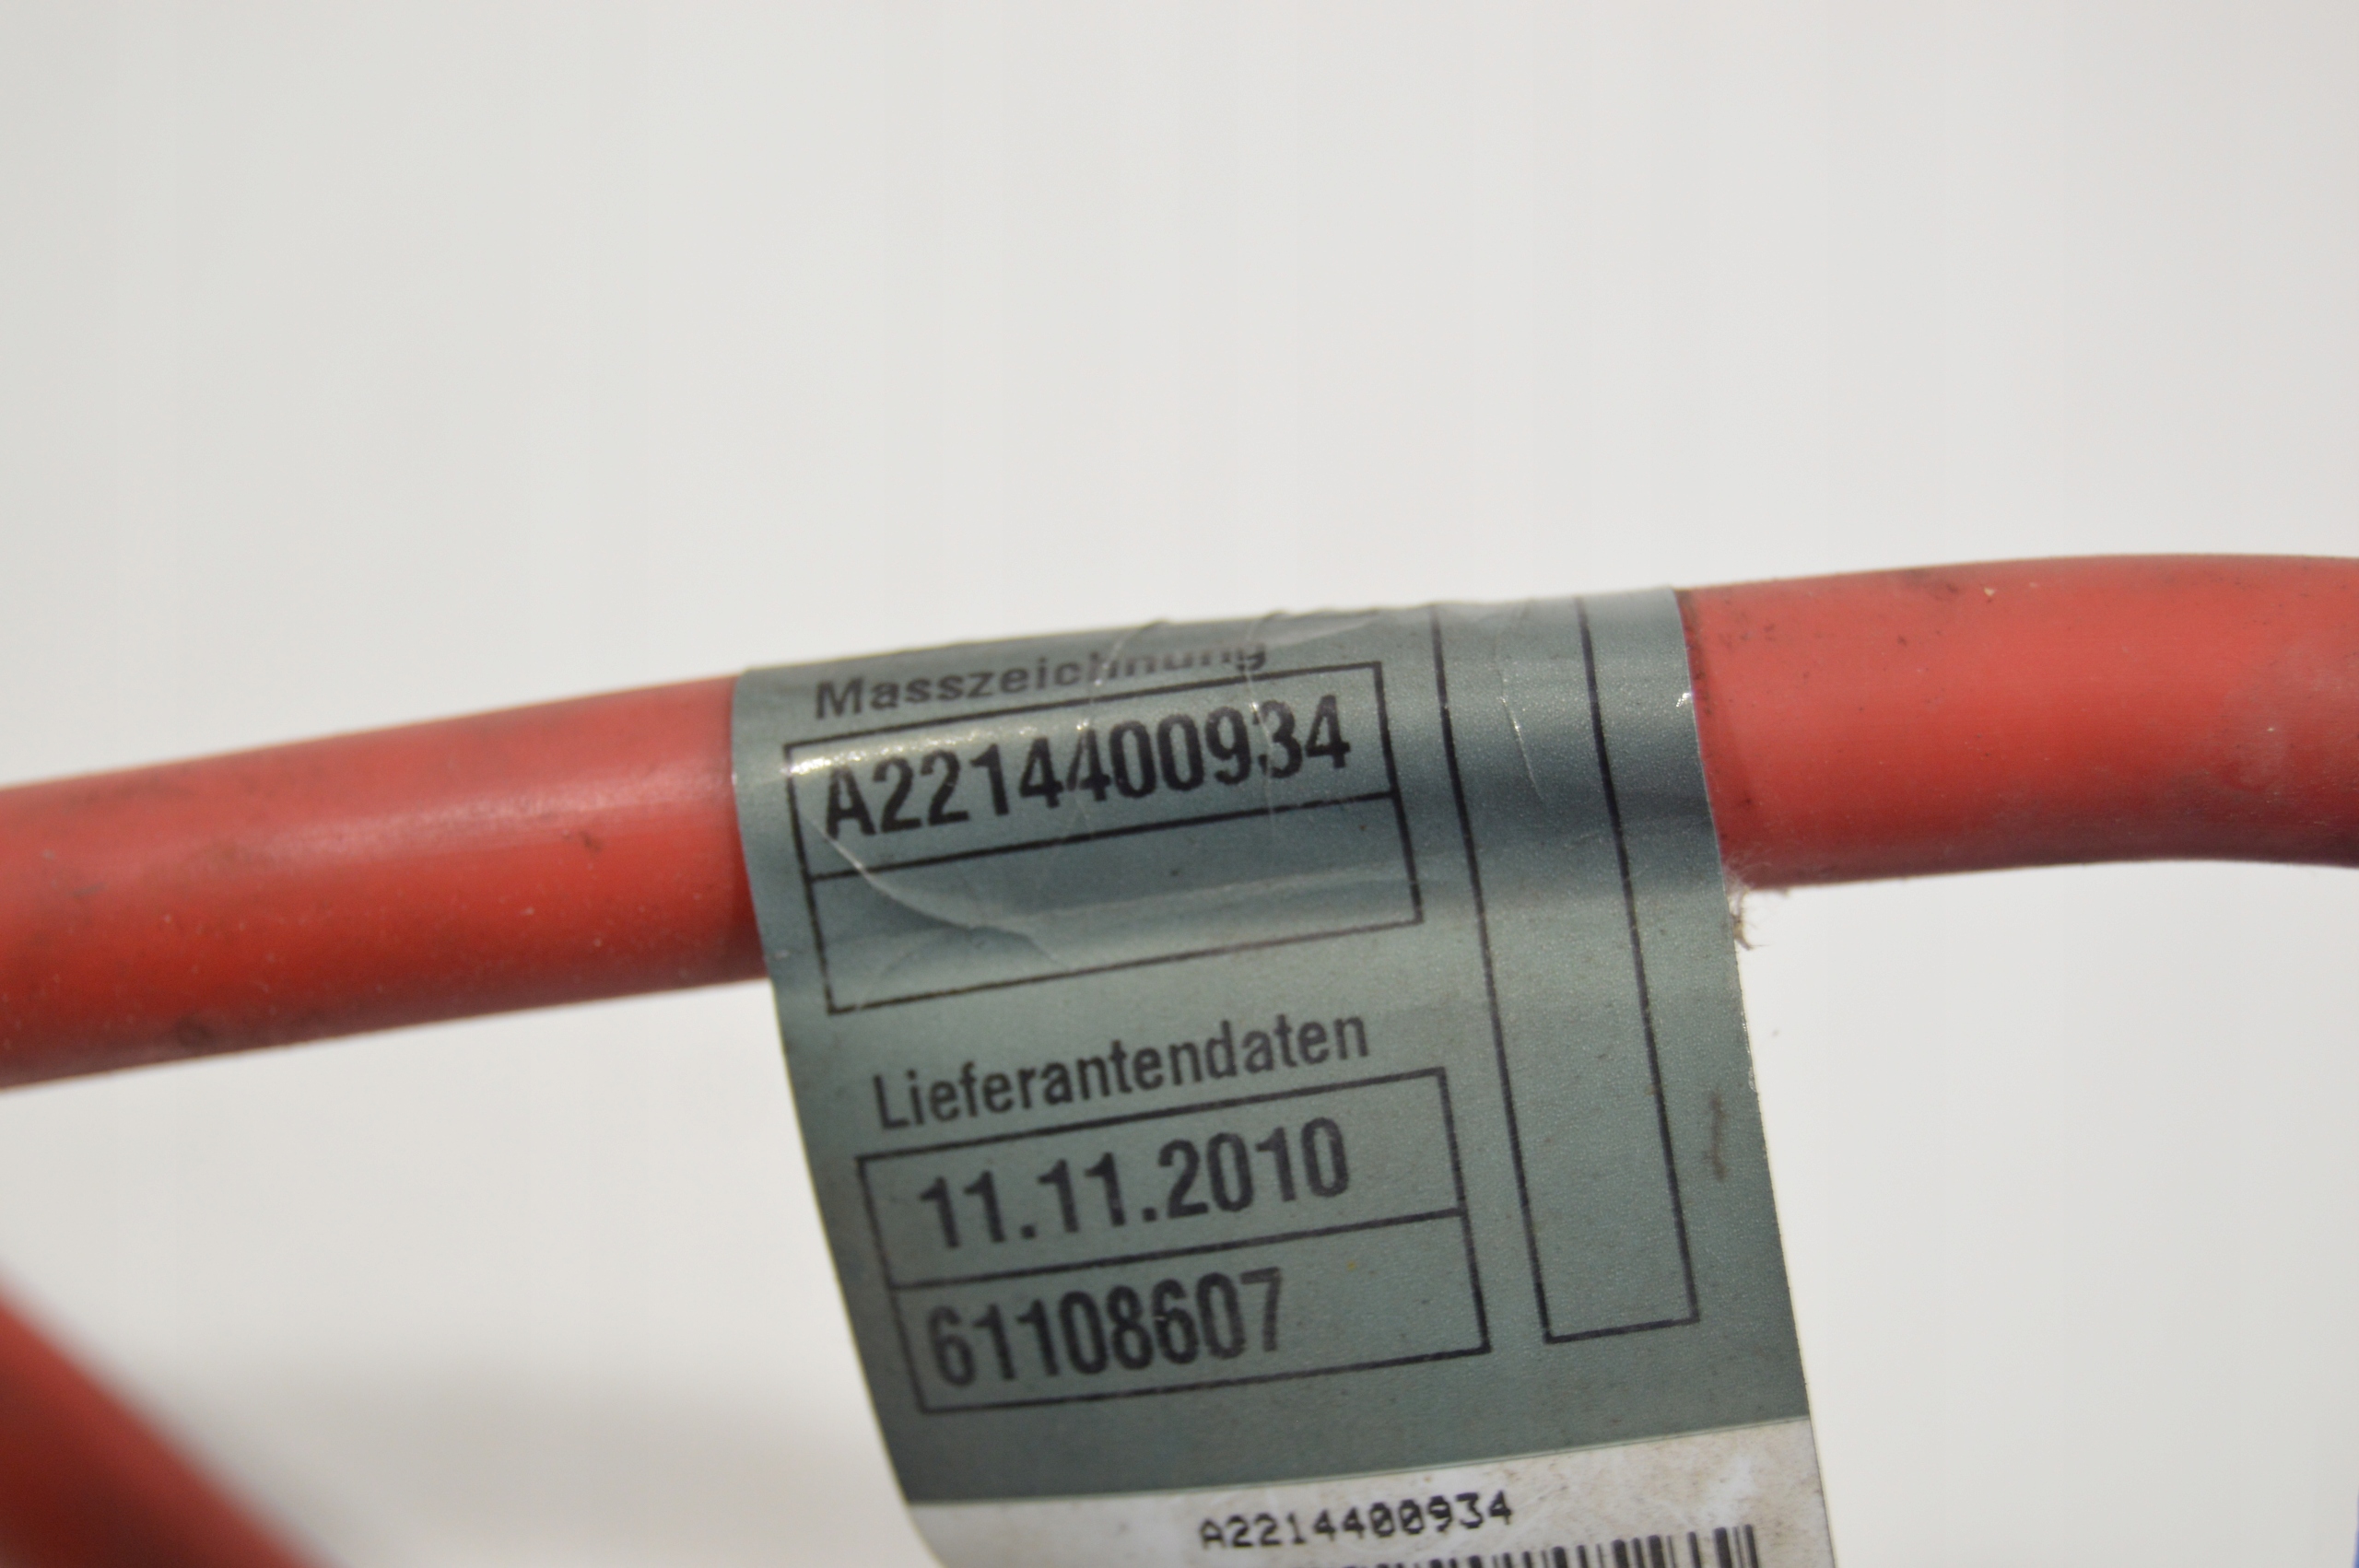 Masszeichnung
A2214400934
Lieferantendaten
11.11.2010
61108607
A2214400934